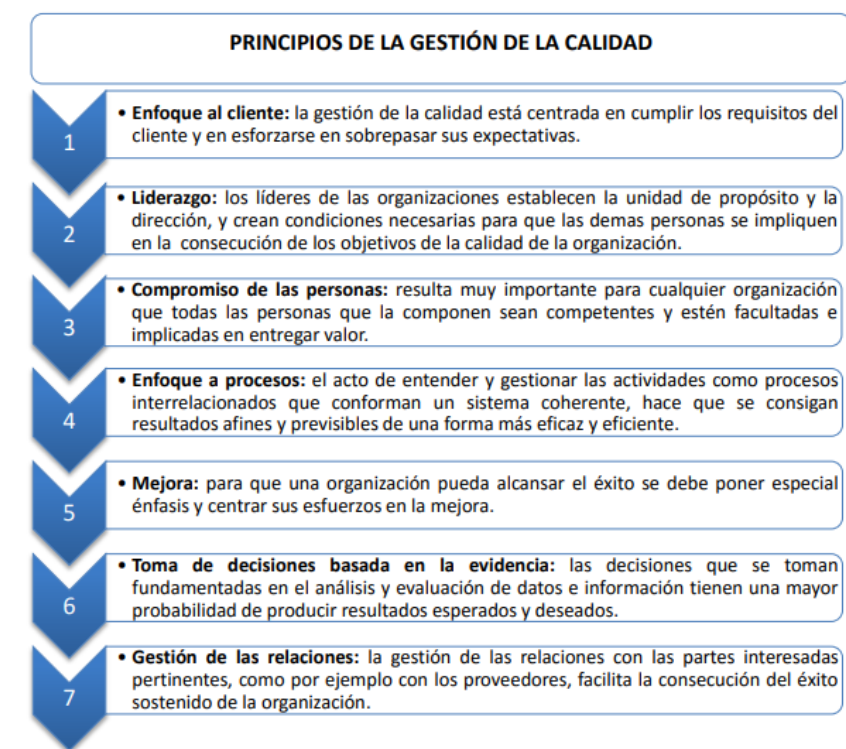 PRINCIPIOS DE LA GESTIÓN DE LA CALIDAD
1
• Enfoque al cliente: la gestión de la calidad está centrada en cumplir los requisitos del
cliente y en esforzarse en sobrepasar sus expectativas.
2
• Liderazgo: los líderes de las organizaciones establecen la unidad de propósito y la
dirección, y crean condiciones necesarias para que las demas personas se impliquen
en la consecución de los objetivos de la calidad de la organización.
3
• Compromiso de las personas: resulta muy importante para cualquier organización
que todas las personas que la componen sean competentes y estén facultadas e
implicadas en entregar valor.
4
• Enfoque a procesos: el acto de entender y gestionar las actividades como procesos
interrelacionados que conforman un sistema coherente, hace que se consigan
resultados afines y previsibles de una forma más eficaz y eficiente.
5
• Mejora: para que una organización pueda alcansar el éxito se debe poner especial
énfasis y centrar sus esfuerzos en la mejora.
6
• Toma de decisiones basada en la evidencia: las decisiones que se toman
fundamentadas en el análisis y evaluación de datos e información tienen una mayor
probabilidad de producir resultados esperados y deseados.
7
• Gestión de las relaciones: la gestión de las relaciones con las partes interesadas
pertinentes, como por ejemplo con los proveedores, facilita la consecución del éxito
sostenido de la organización.